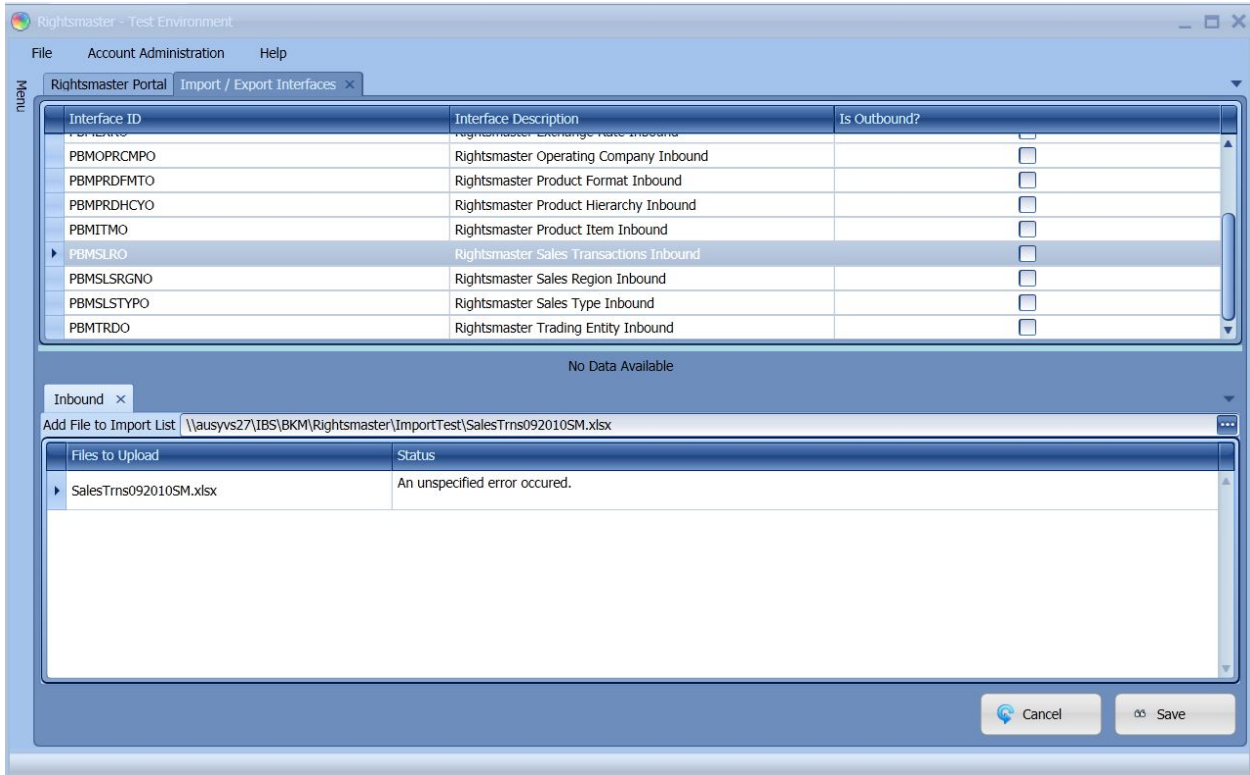 Rightsmaster - Test Environment
File Account Administration Help
Menu
Rightsmaster Portal Import / Export Interfaces
Interface ID Interface Description Is Outbound?
Rightsmaster Exchange Rate Inbound
PBMOPRCMPO Rightsmaster Operating Company Inbound
PBMPRDFMTO Rightsmaster Product Format Inbound
PBMPRDHCYO Rightsmaster Product Hierarchy Inbound
PBMITMO Rightsmaster Product Item Inbound
PBMSLRO Rightsmaster Sales Transactions Inbound
PBMSLSRGNO Rightsmaster Sales Region Inbound
PBMSLSTYPO Rightsmaster Sales Type Inbound
PBMTRDO Rightsmaster Trading Entity Inbound
No Data Available
Inbound
Add File to Import List \\ausyvs27\IBS\BKM\Rightsmaster\ImportTest\SalesTrns092010SM.xlsx
Files to Upload Status
SalesTrns092010SM.xlsx An unspecified error occured.
Cancel Save